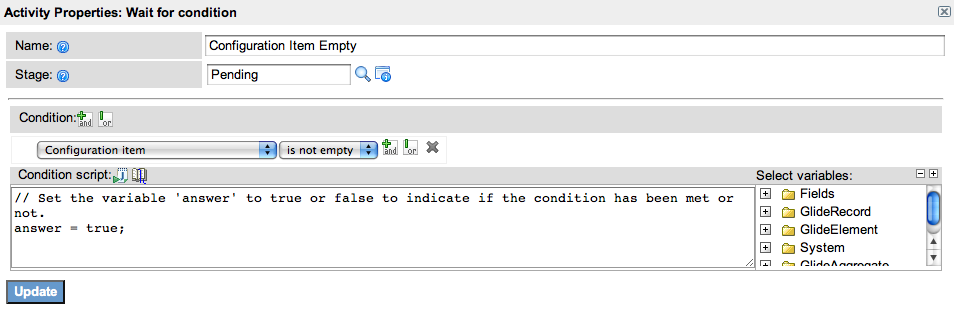 Activity Properties: Wait for condition
Name:
Configuration Item Empty
Stage:
Pending
Condition:
and
or
Configuration item
is not empty
and
or
Condition script:
Select variables:
// Set the variable 'answer' to true or false to indicate if the condition has been met or
not.
answer = true;
Fields
GlideRecord
GlideElement
System
GlideAggregate
Update